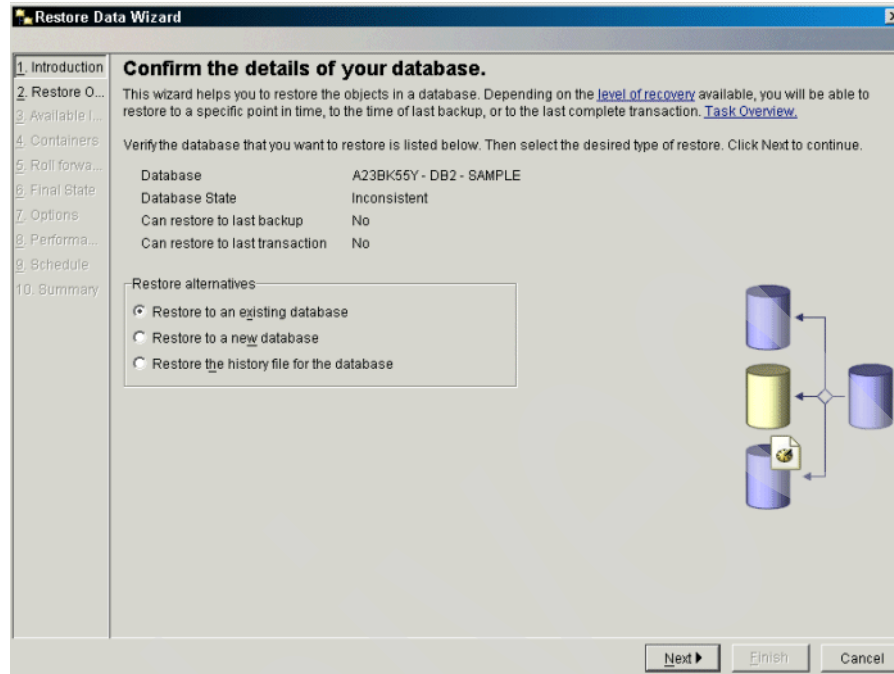 Restore Data Wizard
1. Introduction
2. Restore O...
3. Available I...
4. Containers
5. Roll forwa...
6. Final State
7. Options
8. Performa...
9. Schedule
10. Summary
Confirm the details of your database.
This wizard helps you to restore the objects in a database. Depending on the level of recovery available, you will be able to
restore to a specific point in time, to the time of last backup, or to the last complete transaction. Task Overview.
Verify the database that you want to restore is listed below. Then select the desired type of restore. Click Next to continue.
Database A23BK55Y - DB2 - SAMPLE
Database State Inconsistent
Can restore to last backup No
Can restore to last transaction No
Restore alternatives
Restore to an existing database
Restore to a new database
Restore the history file for the database
Next
Finish
Cancel